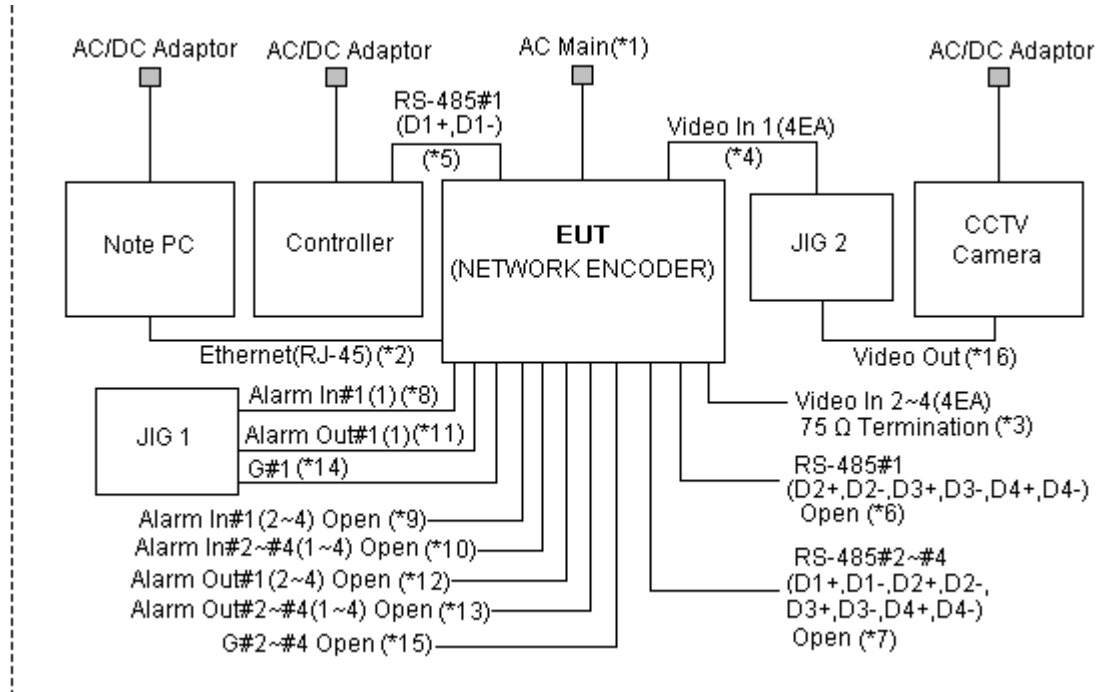 AC/DC Adaptor
AC/DC Adaptor
AC Main(*1)
AC/DC Adaptor
RS-485#1
(D1+,D1-)
(*5)
Video In 1(4EA)
(*4)
Note PC
Controller
EUT
(NETWORK ENCODER)
JIG 2
CCTV
Camera
Ethernet(RJ-45)(*2)
Video Out(*16)
JIG 1
Alarm In#1(1)(*8)
Alarm Out#1(1)(*11)
G#1(*14)
Video In 2~4(4EA)
75 Ω Termination(*3)
RS-485#1
(D2+,D2-,D3+,D3-,D4+,D4-)
Open (*6)
Alarm In#1(2~4) Open (*9)
Alarm In#2~#4(1~4) Open (*10)
Alarm Out#1(2~4) Open (*12)
Alarm Out#2~#4(1~4) Open (*13)
G#2~#4 Open (*15)
RS-485#2~#4
(D1+,D1-,D2+,D2-,
D3+,D3-,D4+,D4-)
Open (*7)